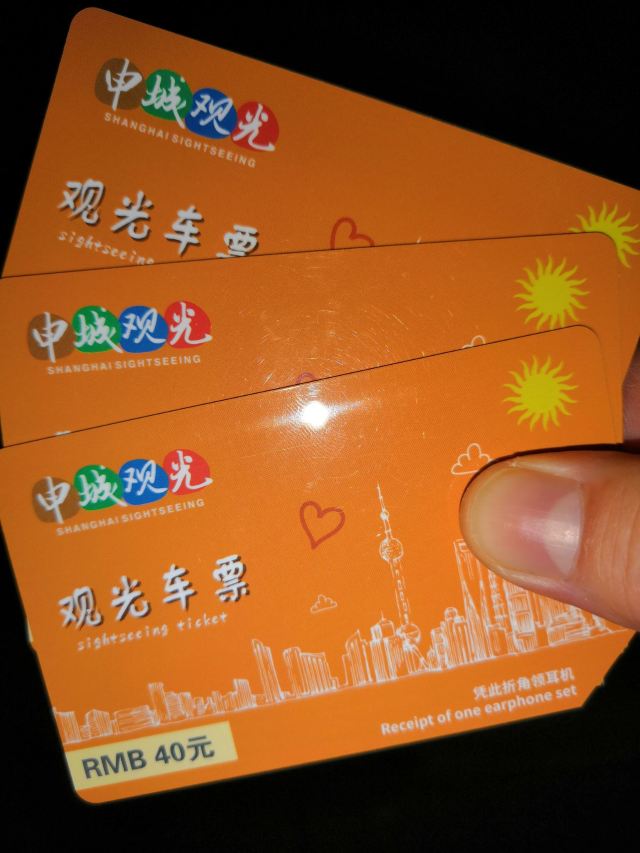 申城观光
SHANGHAI SIGHTSEEING
观光车票
sightseeing
申城观光
SHANGHAI SIGHTSEEING
申城观光
SHANGHAI SIGHTSEEING
观光车票
sightseeing ticket
凭此折角领耳机
Receipt of one earphone set
RMB 40元